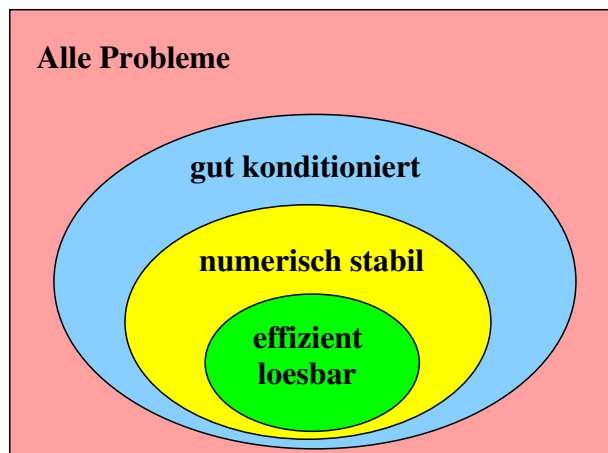 Alle Probleme
gut konditioniert
numerisch stabil
effizient
loesbar